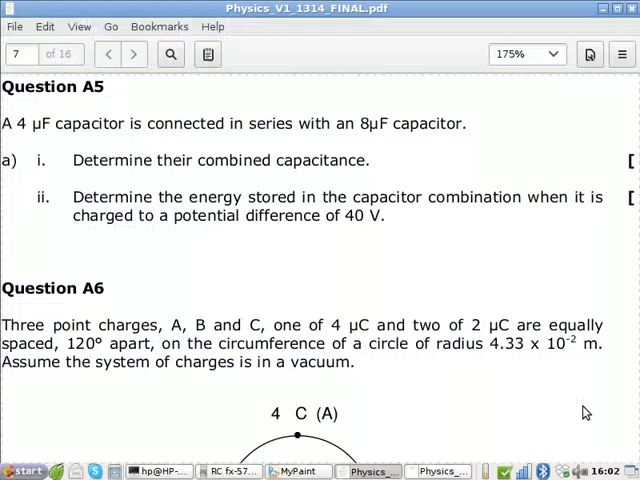 Physics_V1_1314_FINAL.pdf
File Edit View Go Bookmarks Help
7 of 16 175%
Question A5
A 4 µF capacitor is connected in series with an 8µF capacitor.
a) i. Determine their combined capacitance. [
ii. Determine the energy stored in the capacitor combination when it is [
charged to a potential difference of 40 V.
Question A6
Three point charges, A, B and C, one of 4 µC and two of 2 µC are equally
spaced, 120° apart, on the circumference of a circle of radius 4.33 x 10⁻² m.
Assume the system of charges is in a vacuum.
4 C (A)
start hp@HP-... RC fx-57... MyPaint Physics_... Physics_... 16:02